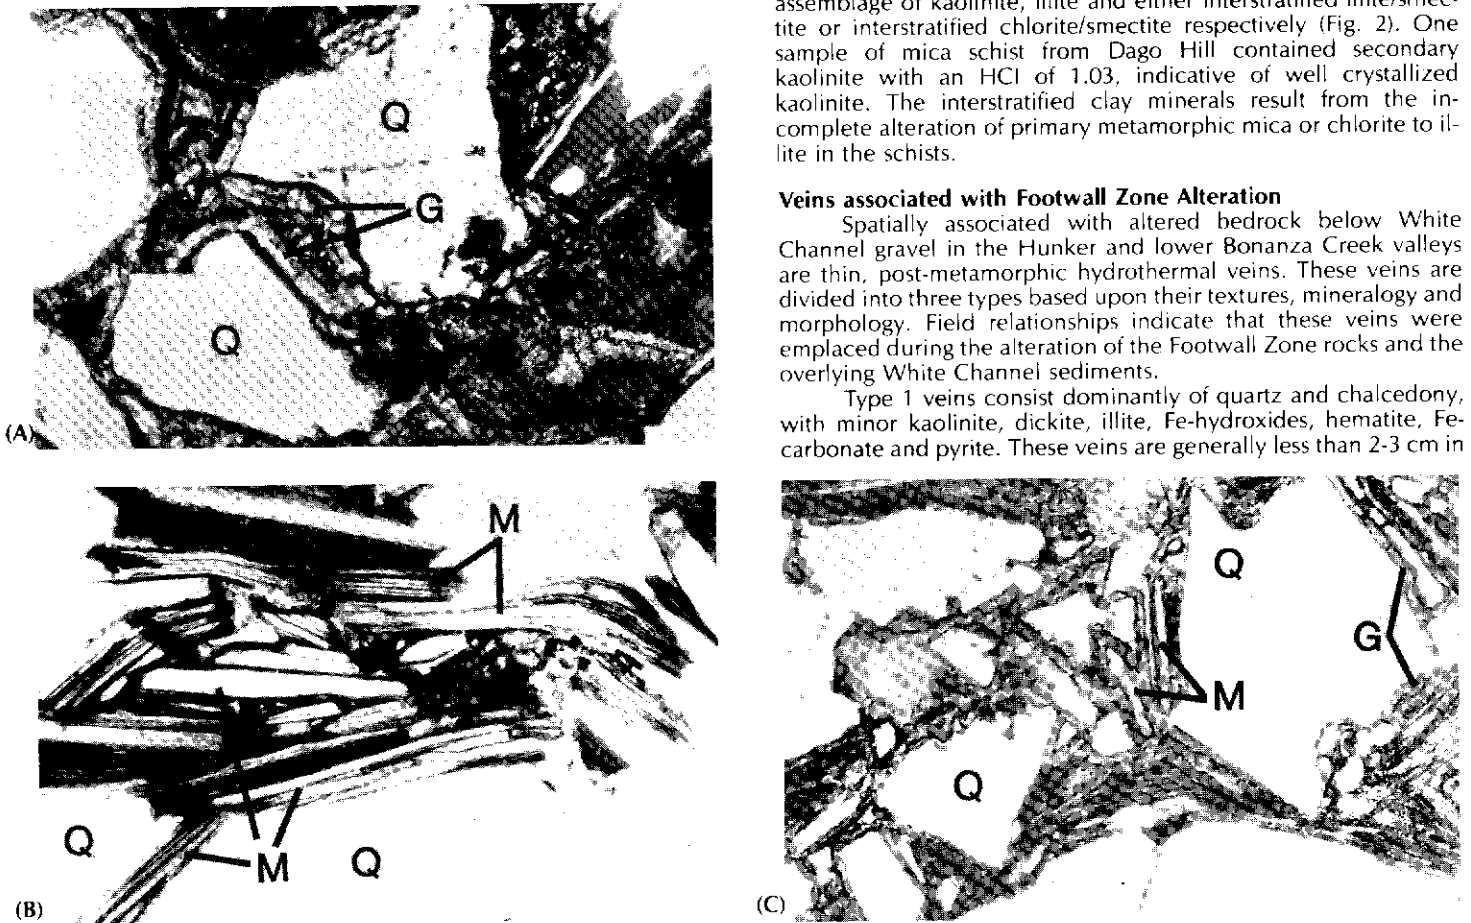 assemblage of kaolinite, illite and either interstratified illite/smec-
tite or interstratified chlorite/smectite respectively (Fig. 2). One
sample of mica schist from Dago Hill contained secondary
kaolinite with an HCI of 1.03, indicative of well crystallized
kaolinite. The interstratified clay minerals result from the in-
complete alteration of primary metamorphic mica or chlorite to il-
lite in the schists.
Veins associated with Footwall Zone Alteration
Spatially associated with altered bedrock below White
Channel gravel in the Hunker and lower Bonanza Creek valleys
are thin, post-metamorphic hydrothermal veins. These veins are
divided into three types based upon their textures, mineralogy and
morphology. Field relationships indicate that these veins were
emplaced during the alteration of the Footwall Zone rocks and the
overlying White Channel sediments.
Type 1 veins consist dominantly of quartz and chalcedony,
with minor kaolinite, dickite, illite, Fe-hydroxides, hematite, Fe-
carbonate and pyrite. These veins are generally less than 2-3 cm in
Q
G
Q
(A)
M
Q
M
Q
(B)
Q
G
M
Q
(C)